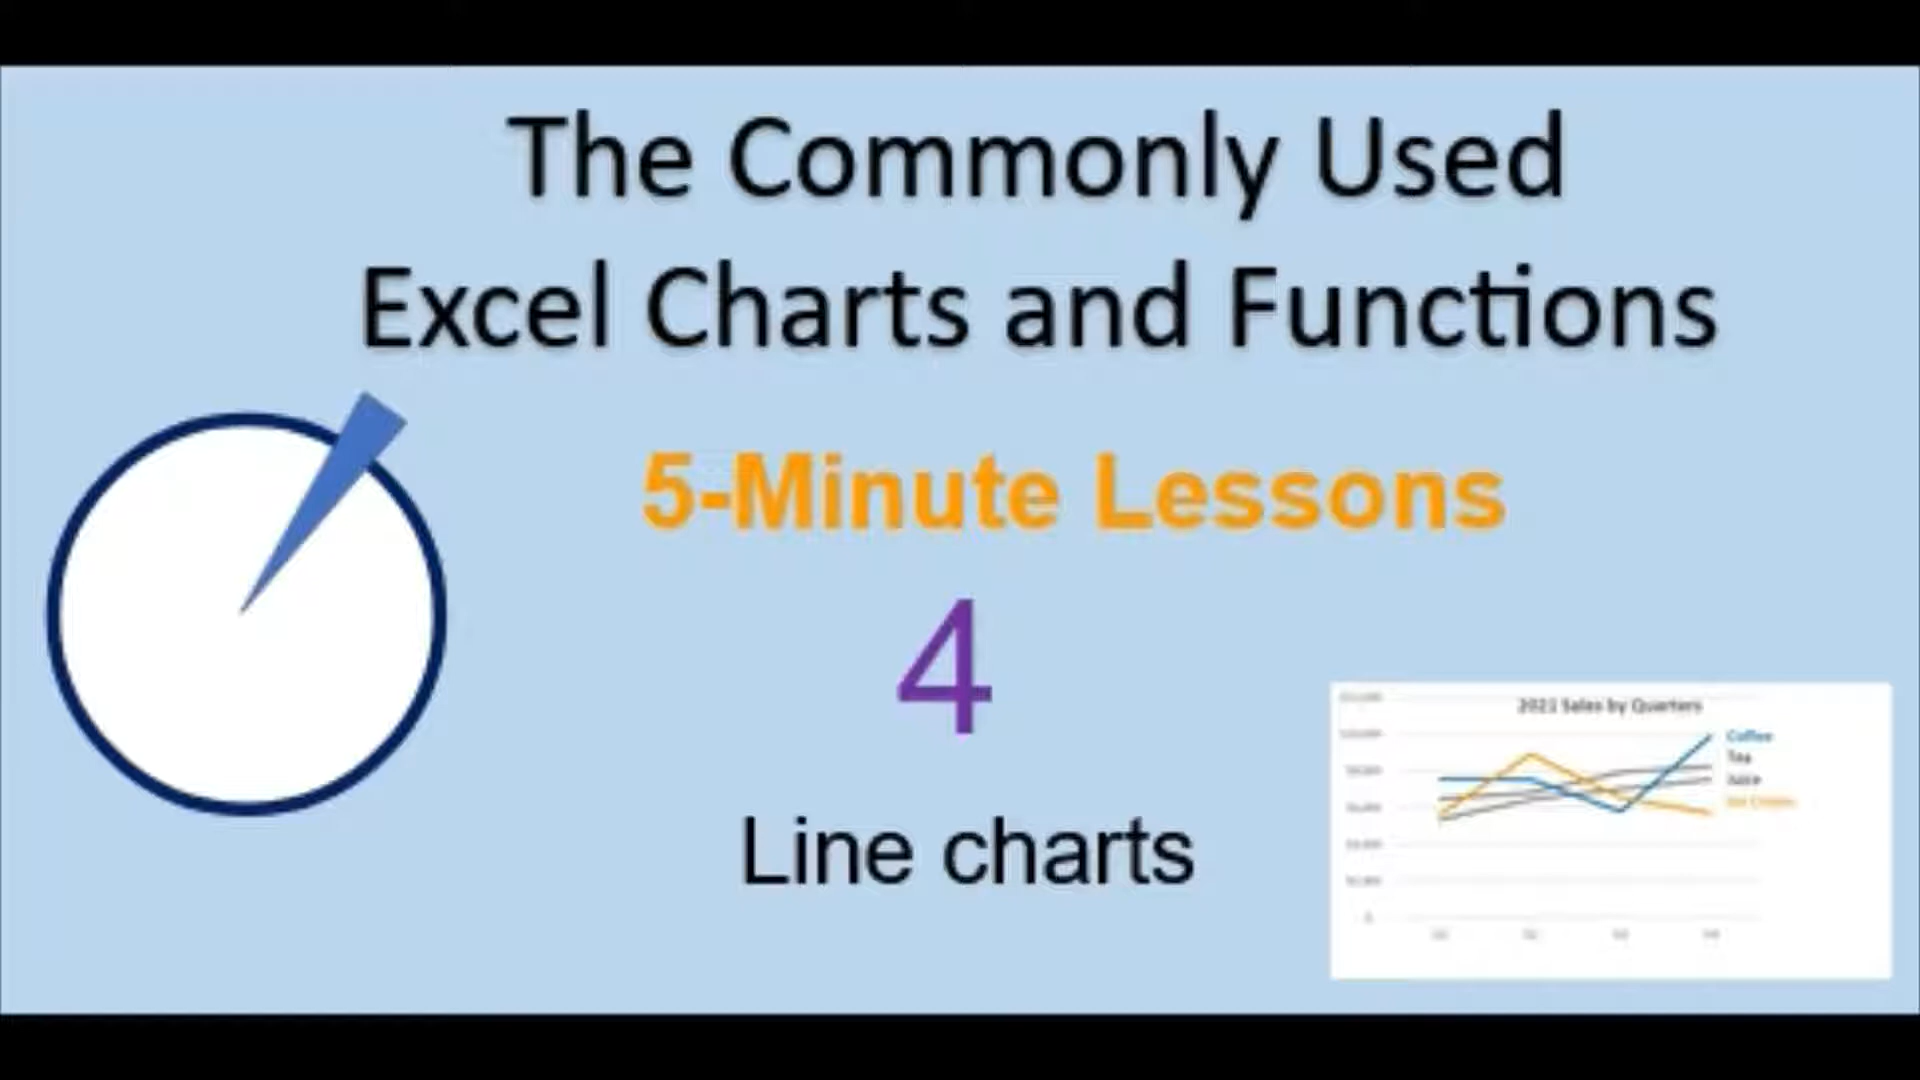 The Commonly Used
Excel Charts and Functions
5-Minute Lessons
4
Line charts
2021 Sales by Quarters
Coffee
Tea
Juice